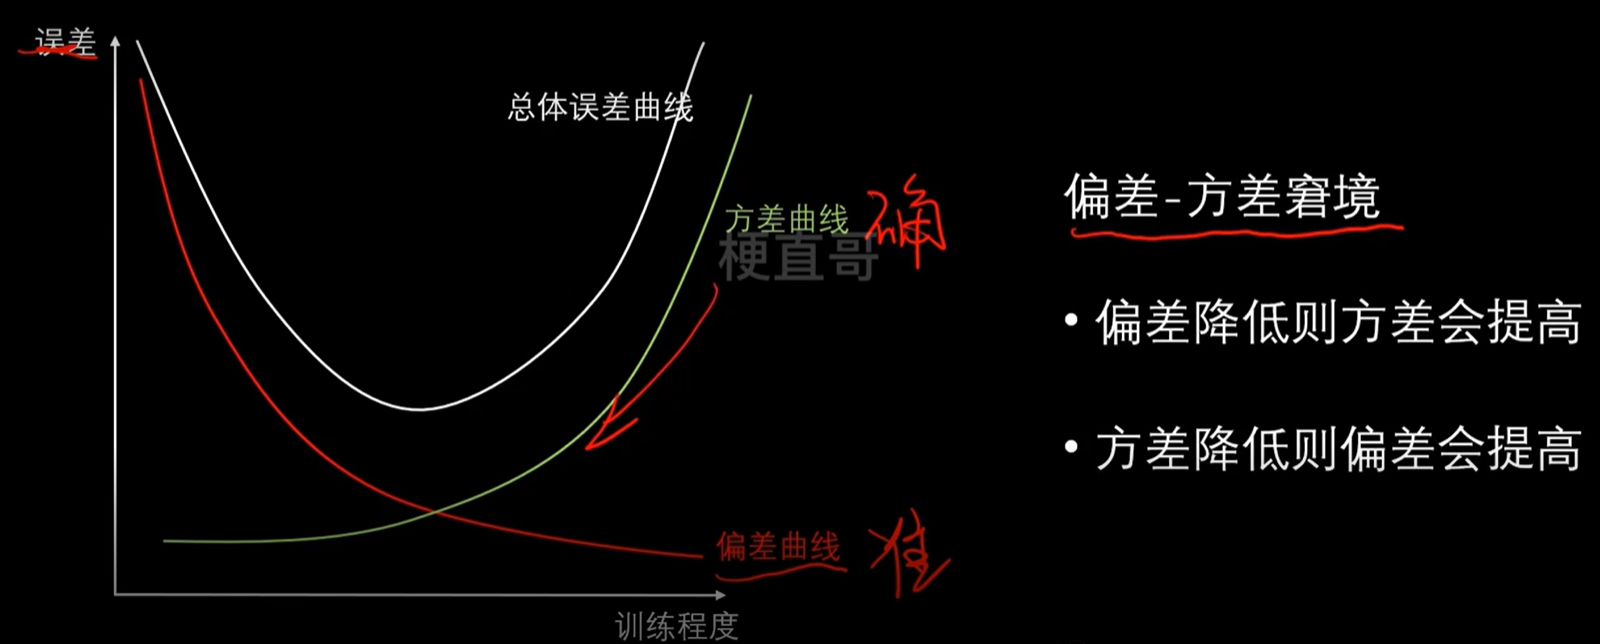 误差
总体误差曲线
方差曲线 确
梗直哥
偏差曲线 准
训练程度
偏差-方差窘境
• 偏差降低则方差会提高
• 方差降低则偏差会提高